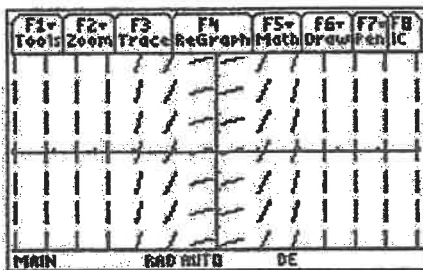 F1 F2 F3 F4 F5 F6 F7 F8
Tools Zoom Trace ReGraph Math Draw Pen IC
MAIN RAD AUTO DE